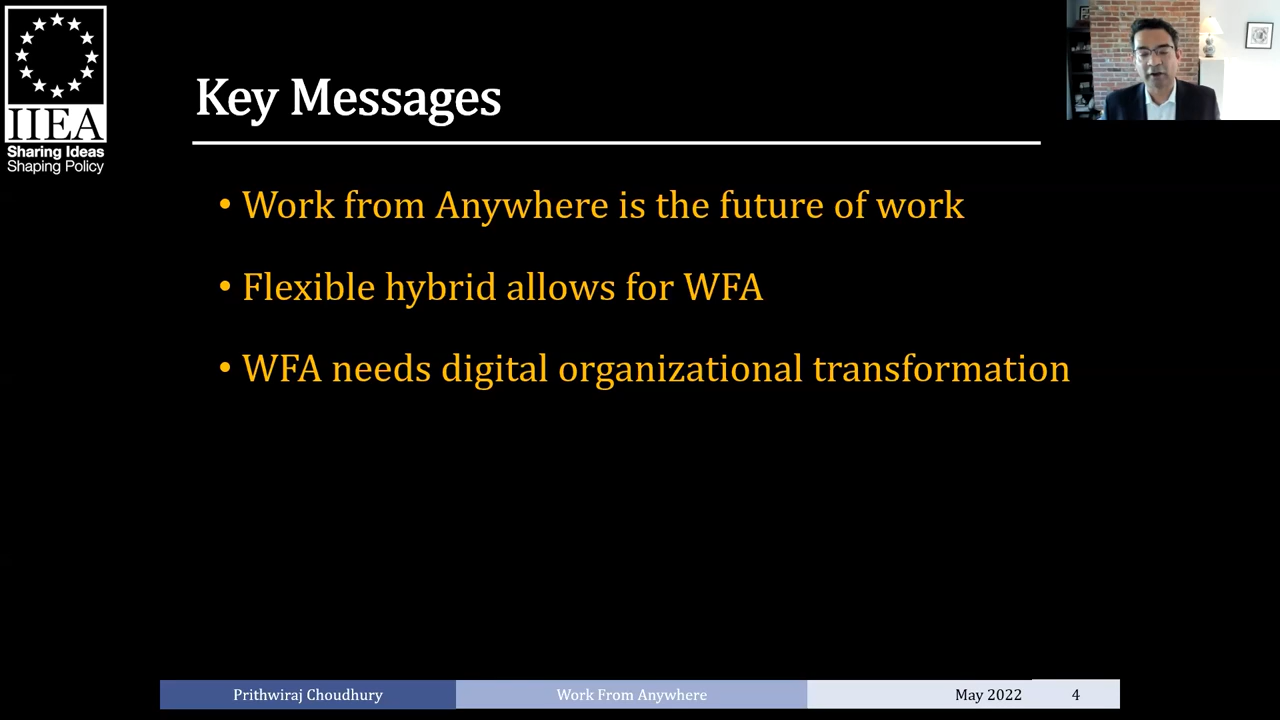 IIEA
Sharing Ideas
Shaping Policy
Key Messages
• Work from Anywhere is the future of work
• Flexible hybrid allows for WFA
• WFA needs digital organizational transformation
Prithwiraj Choudhury Work From Anywhere May 2022 4